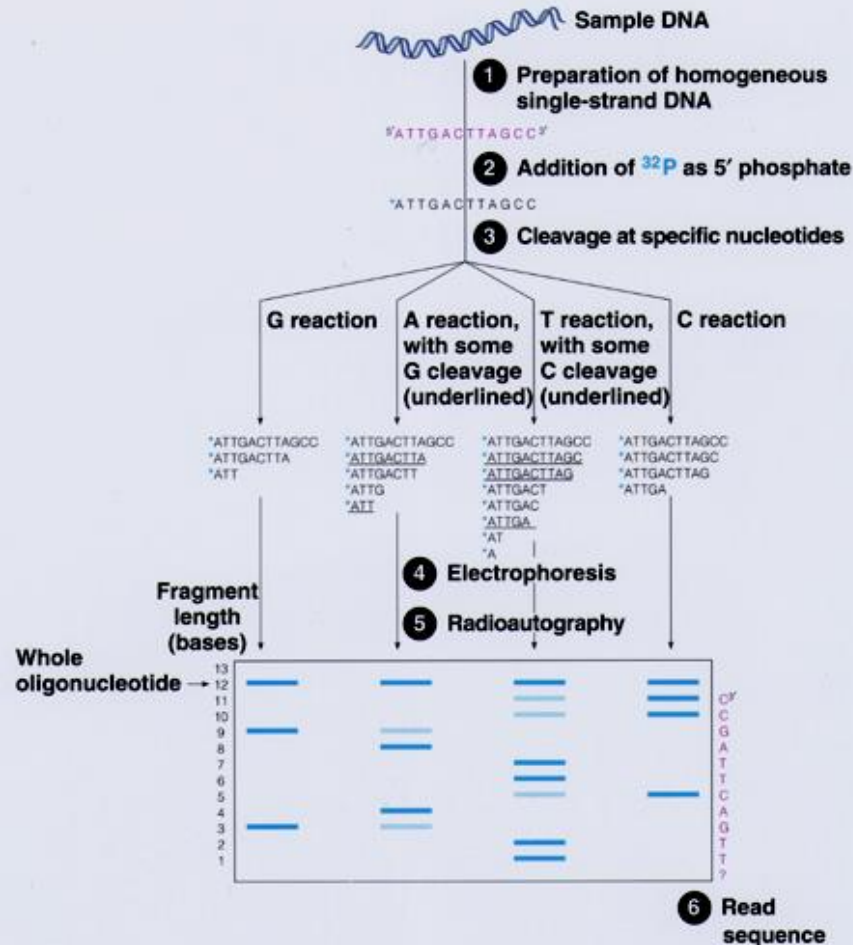 Sample DNA
1 Preparation of homogeneous
single-strand DNA
5'ATTGACTTAGCC3'
2 Addition of 32P as 5' phosphate
*ATTGACTTAGCC
3 Cleavage at specific nucleotides
G reaction
A reaction,
with some
G cleavage
(underlined)
T reaction,
with some
C cleavage
(underlined)
C reaction
*ATTGACTTAGCC
*ATTGACTTA
*ATT
*ATTGACTTAGCC
*ATTGACTTA
*ATTGACTT
*ATTG
*ATT
*ATTGACTTAGCC
*ATTGACTTAGC
*ATTGACTTAG
*ATTGACT
*ATTGAC
*ATTGA
*AT
*A
*ATTGACTTAGCC
*ATTGACTTAGC
*ATTGACTTAG
*ATTGA
4 Electrophoresis
5 Radioautography
Fragment
length
(bases)
Whole
oligonucleotide →
13
12
11
10
9
8
7
6
5
4
3
2
1
C3'
C
G
A
T
T
C
A
G
T
T
?
6 Read
sequence